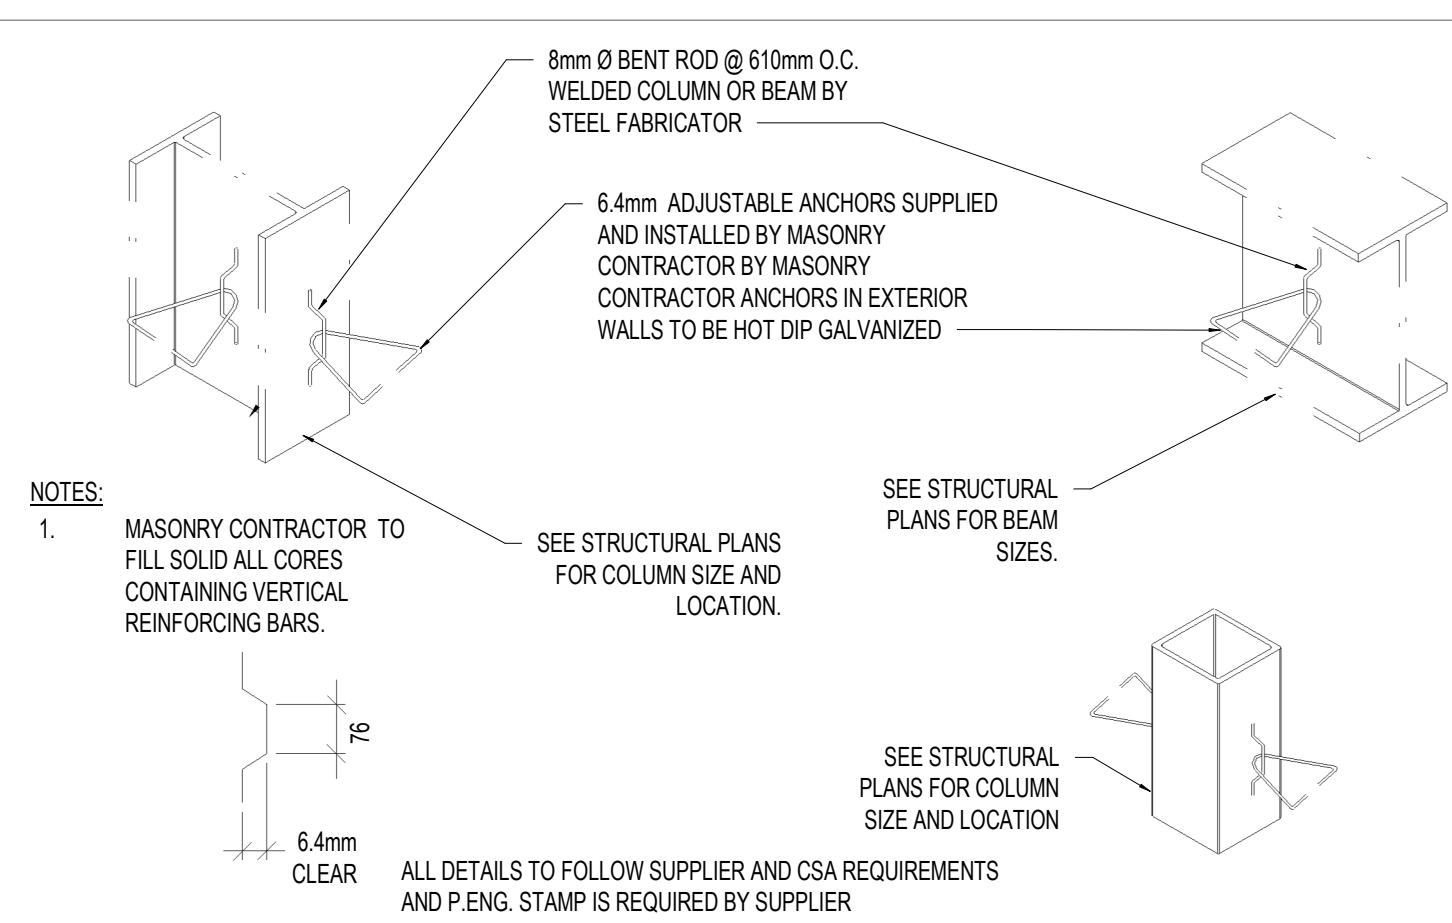 8mm Ø BENT ROD @ 610mm O.C.
WELDED COLUMN OR BEAM BY
STEEL FABRICATOR
6.4mm ADJUSTABLE ANCHORS SUPPLIED
AND INSTALLED BY MASONRY
CONTRACTOR BY MASONRY
CONTRACTOR ANCHORS IN EXTERIOR
WALLS TO BE HOT DIP GALVANIZED
NOTES:
1. MASONRY CONTRACTOR TO
FILL SOLID ALL CORES
CONTAINING VERTICAL
REINFORCING BARS.
SEE STRUCTURAL PLANS
FOR COLUMN SIZE AND
LOCATION.
SEE STRUCTURAL
PLANS FOR BEAM
SIZES.
76
6.4mm
CLEAR
SEE STRUCTURAL
PLANS FOR COLUMN
SIZE AND LOCATION
ALL DETAILS TO FOLLOW SUPPLIER AND CSA REQUIREMENTS
AND P.ENG. STAMP IS REQUIRED BY SUPPLIER